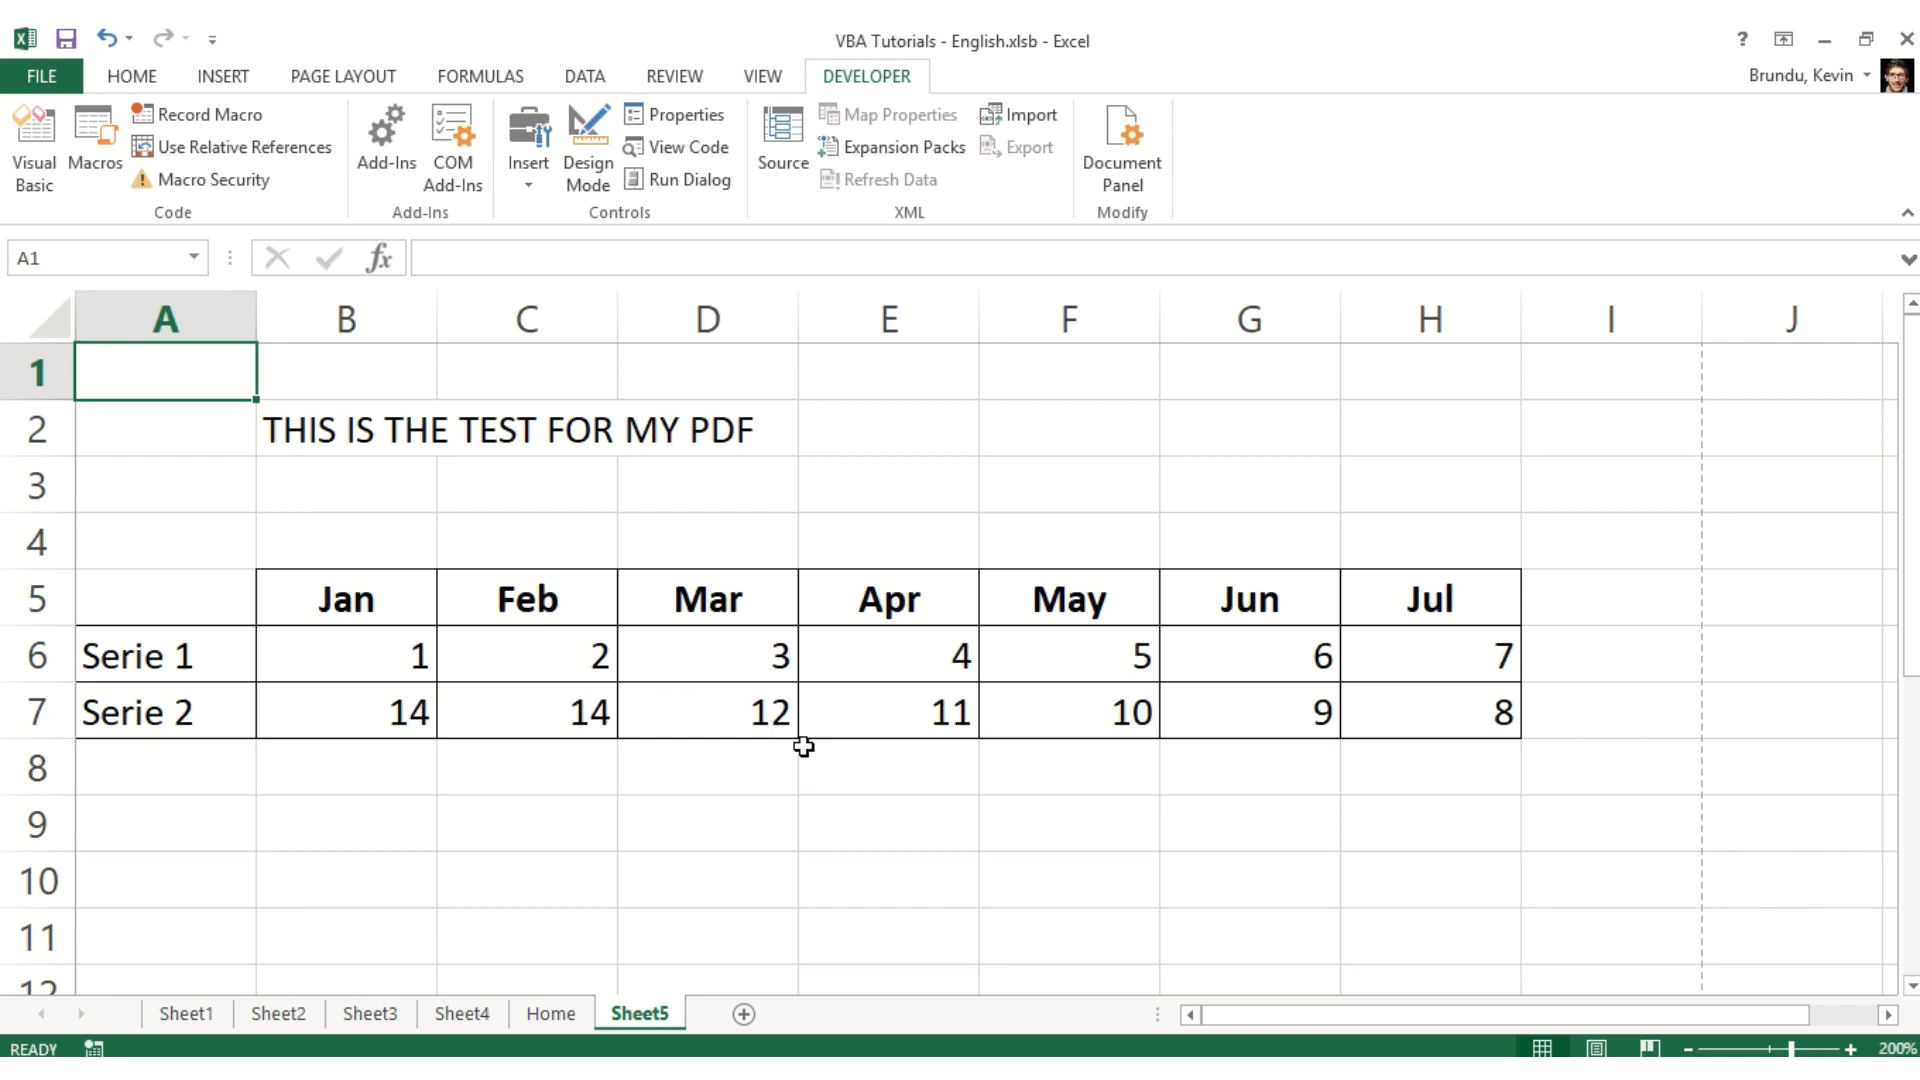 VBA Tutorials - English.xlsb - Excel
?
FILE HOME INSERT PAGE LAYOUT FORMULAS DATA REVIEW VIEW DEVELOPER Brundu, Kevin
Visual Basic
Macros
Record Macro
Use Relative References
Macro Security
Code
Add-Ins
COM Add-Ins
Add-Ins
Insert
Design Mode
Properties
View Code
Run Dialog
Controls
Source
Map Properties
Expansion Packs
Refresh Data
Import
Export
XML
Document Panel
Modify
A1 fx
A B C D E F G H I J
1
2 THIS IS THE TEST FOR MY PDF
3
4
5 Jan Feb Mar Apr May Jun Jul
6 Serie 1 1 2 3 4 5 6 7
7 Serie 2 14 14 12 11 10 9 8
8
9
10
11
12
Sheet1 Sheet2 Sheet3 Sheet4 Home Sheet5
READY 200%